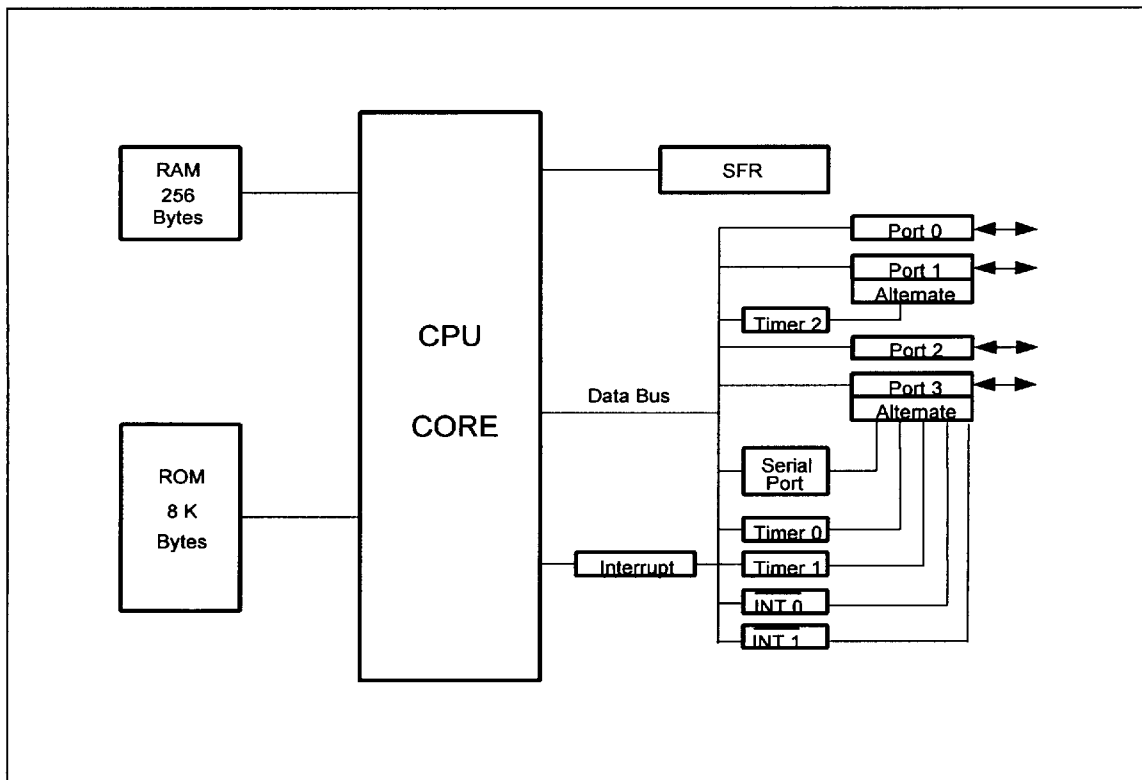 RAM
256
Bytes
SFR
Port 0
Port 1
Alternate
Timer 2
CPU
CORE
Port 2
Port 3
Alternate
Data Bus
ROM
8 K
Bytes
Serial
Port
Timer 0
Interrupt
Timer 1
INT 0
INT 1